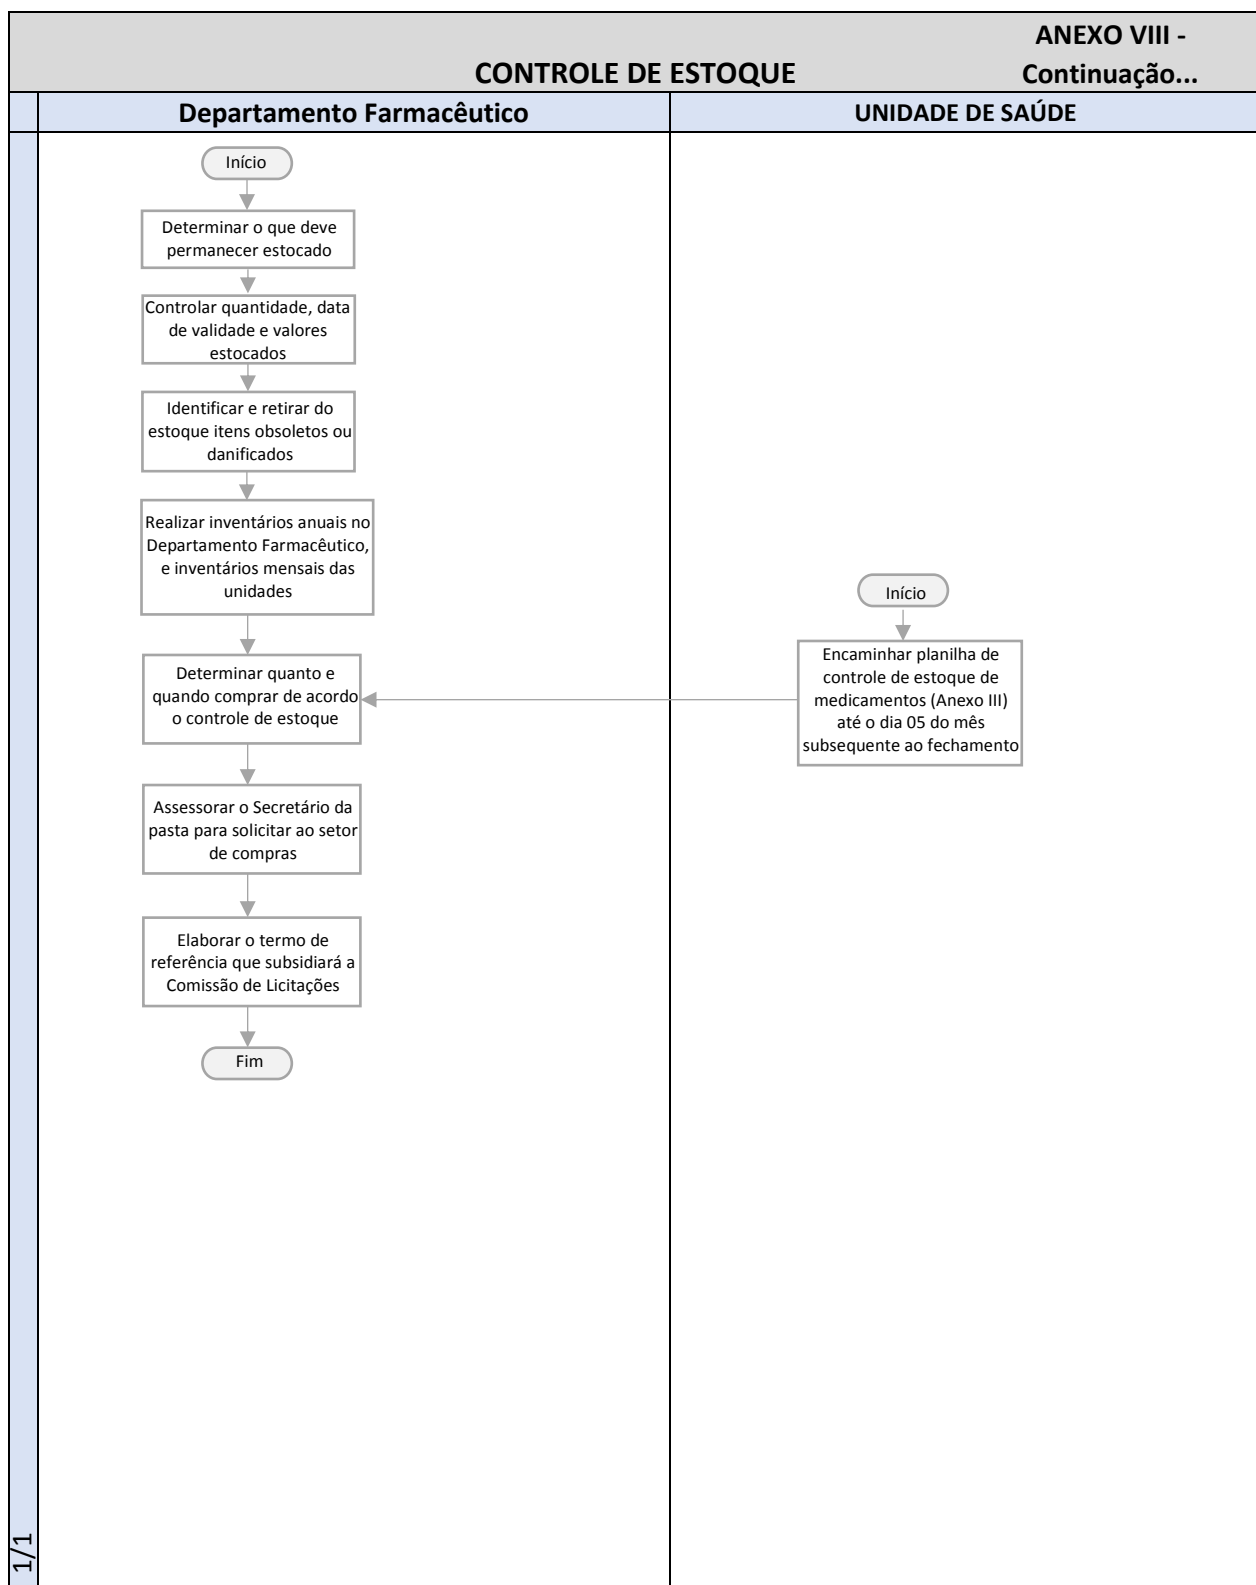 ANEXO VIII -
CONTROLE DE ESTOQUE
Continuação...
Departamento Farmacêutico
UNIDADE DE SAÚDE
Início
Determinar o que deve
permanecer estocado
Controlar quantidade, data
de validade e valores
estocados
Identificar e retirar do
estoque itens obsoletos ou
danificados
Realizar inventários anuais no
Departamento Farmacêutico,
e inventários mensais das
unidades
Determinar quanto e
quando comprar de acordo
o controle de estoque
Assessorar o Secretário da
pasta para solicitar ao setor
de compras
Elaborar o termo de
referência que subsidiará a
Comissão de Licitações
Fim
Início
Encaminhar planilha de
controle de estoque de
medicamentos (Anexo III)
até o dia 05 do mês
subsequente ao fechamento
1/1